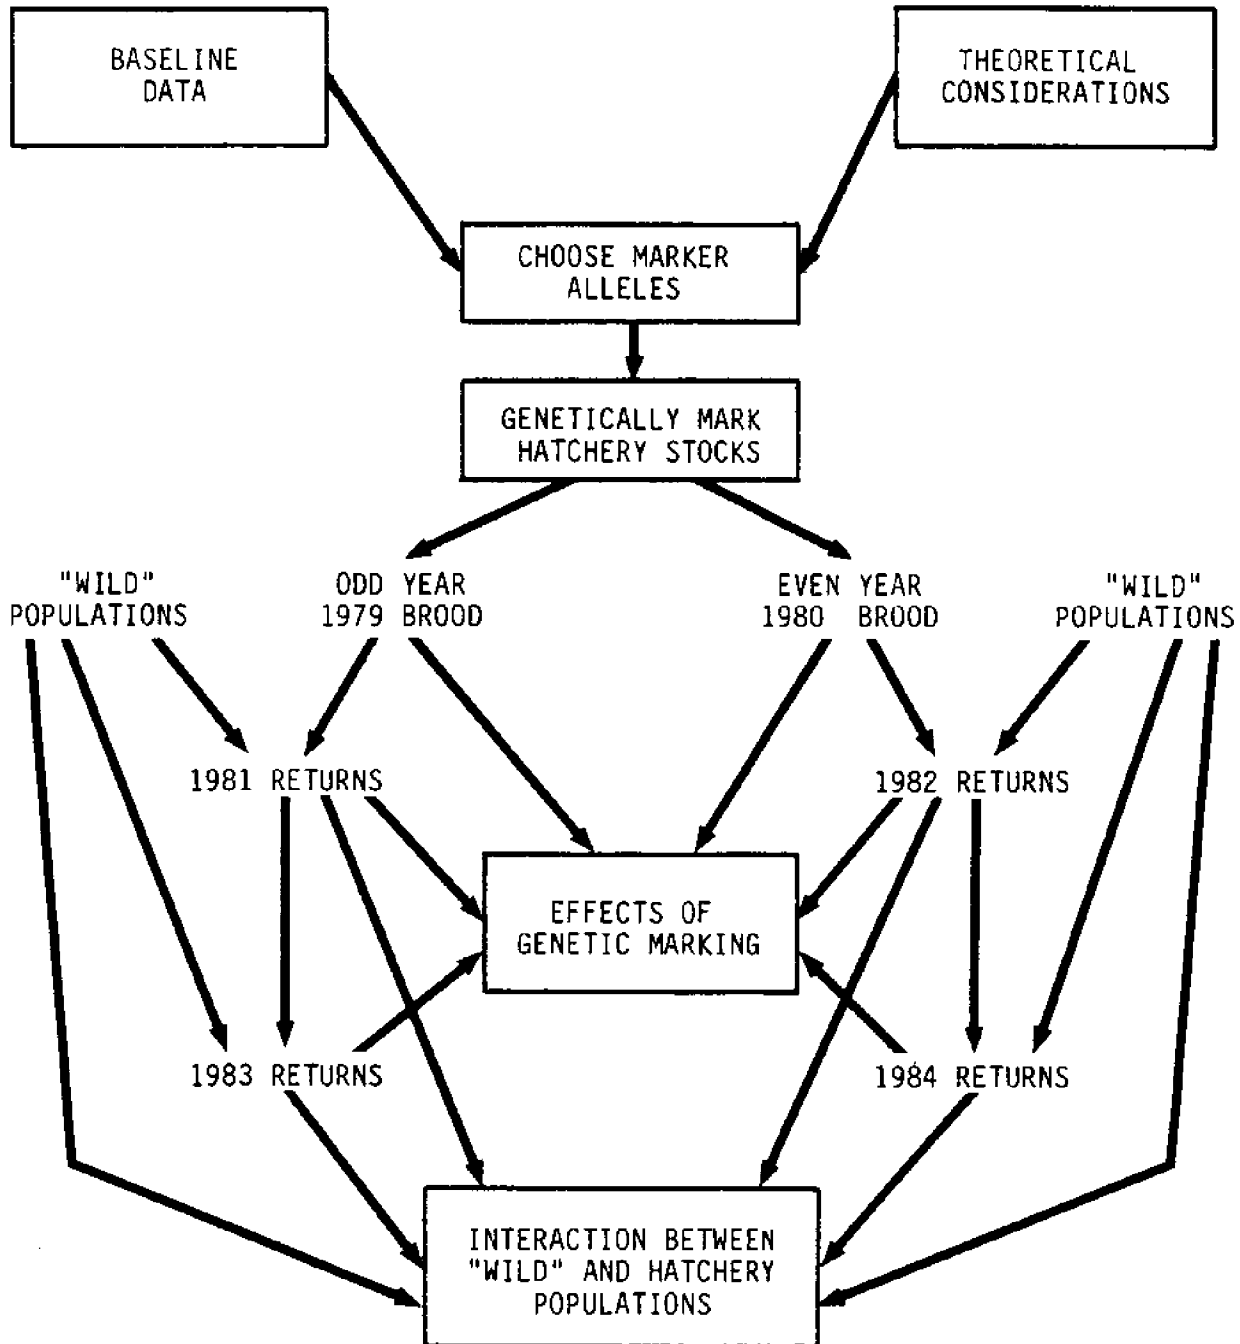 BASELINE
DATA
THEORETICAL
CONSIDERATIONS
CHOOSE MARKER
ALLELES
GENETICALLY MARK
HATCHERY STOCKS
"WILD"
POPULATIONS
ODD YEAR
1979 BROOD
EVEN YEAR
1980 BROOD
"WILD"
POPULATIONS
1981 RETURNS
1982 RETURNS
EFFECTS OF
GENETIC MARKING
1983 RETURNS
1984 RETURNS
INTERACTION BETWEEN
"WILD" AND HATCHERY
POPULATIONS